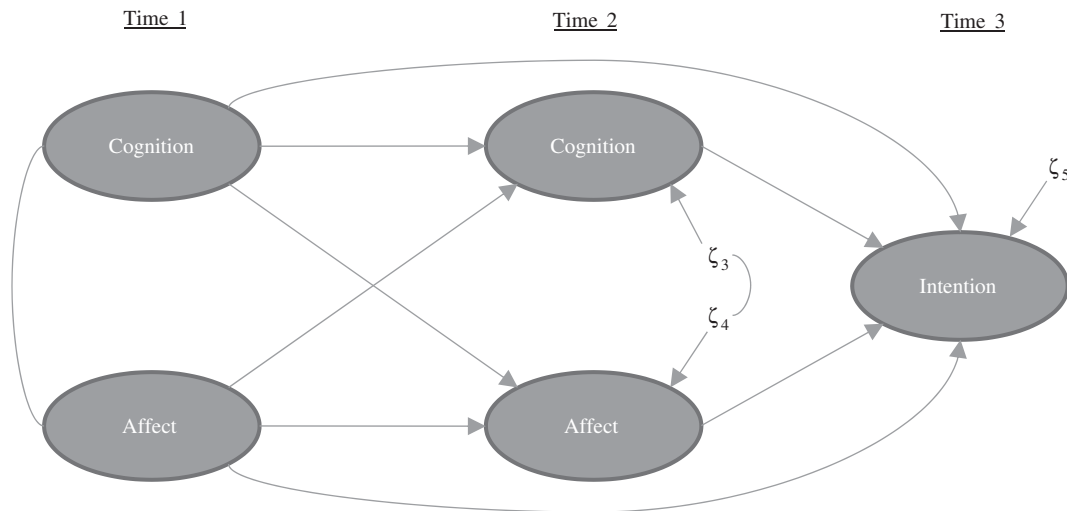 Time 1
Time 2
Time 3
Cognition
Cognition
ζ5
ζ3
Intention
ζ4
Affect
Affect